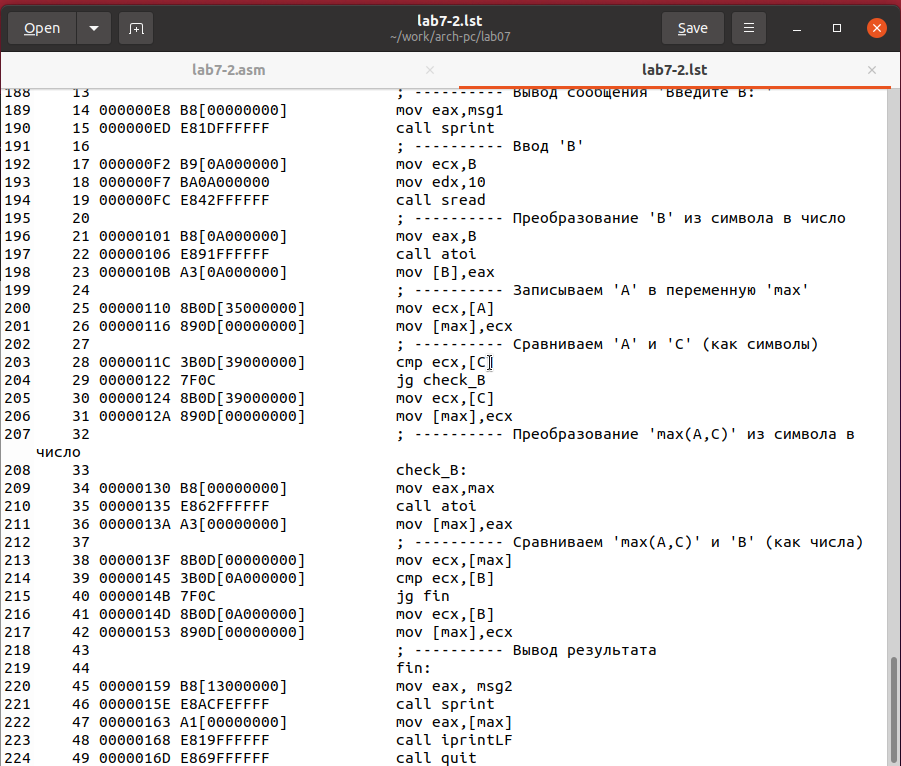 Open
lab7-2.lst
~/work/arch-pc/lab07
Save
lab7-2.asm
lab7-2.lst
188 13 ; ---------- Вывод сообщения 'Введите B: '
189 14 000000E8 B8[00000000] mov eax,msg1
190 15 000000ED E81DFFFFFF call sprint
191 16 ; ---------- Ввод 'B'
192 17 000000F2 B9[0A000000] mov ecx,B
193 18 000000F7 BA0A000000 mov edx,10
194 19 000000FC E842FFFFFF call sread
195 20 ; ---------- Преобразование 'B' из символа в число
196 21 00000101 B8[0A000000] mov eax,B
197 22 00000106 E891FFFFFF call atoi
198 23 0000010B A3[0A000000] mov [B],eax
199 24 ; ---------- Записываем 'A' в переменную 'max'
200 25 00000110 8B0D[35000000] mov ecx,[A]
201 26 00000116 890D[00000000] mov [max],ecx
202 27 ; ---------- Сравниваем 'A' и 'C' (как символы)
203 28 0000011C 3B0D[39000000] cmp ecx,[C]
204 29 00000122 7F0C jg check_B
205 30 00000124 8B0D[39000000] mov ecx,[C]
206 31 0000012A 890D[00000000] mov [max],ecx
207 32 ; ---------- Преобразование 'max(A,C)' из символа в
число
208 33 check_B:
209 34 00000130 B8[00000000] mov eax,max
210 35 00000135 E862FFFFFF call atoi
211 36 0000013A A3[00000000] mov [max],eax
212 37 ; ---------- Сравниваем 'max(A,C)' и 'B' (как числа)
213 38 0000013F 8B0D[00000000] mov ecx,[max]
214 39 00000145 3B0D[0A000000] cmp ecx,[B]
215 40 0000014B 7F0C jg fin
216 41 0000014D 8B0D[0A000000] mov ecx,[B]
217 42 00000153 890D[00000000] mov [max],ecx
218 43 ; ---------- Вывод результата
219 44 fin:
220 45 00000159 B8[13000000] mov eax, msg2
221 46 0000015E E8ACFEFFFF call sprint
222 47 00000163 A1[00000000] mov eax,[max]
223 48 00000168 E819FFFFFF call iprintLF
224 49 0000016D E869FFFFFF call quit